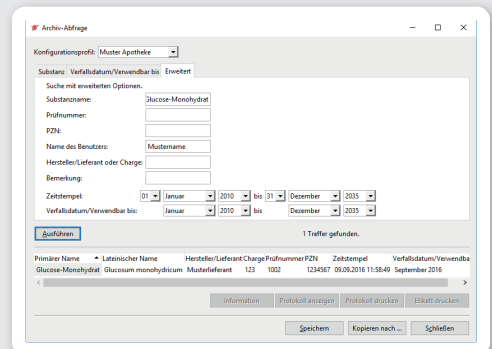 Archiv-Abfrage
Konfigurationsprofil: Muster Apotheke
Substanz Verfallsdatum/Verwendbar bis Erweitert
Suche mit erweiterten Optionen.
Substanzname: Glucose-Monohydrat
Prüfnummer:
PZN:
Name des Benutzers: Mustername
Hersteller/Lieferant oder Charge:
Bemerkung:
Zeitstempel: 01 Januar 2010 bis 31 Dezember 2035
Verfallsdatum/Verwendbar bis: Januar 2010 bis Dezember 2035
Ausführen 1 Treffer gefunden.
Primärer Name Lateinischer Name Hersteller/Lieferant Charge Prüfnummer PZN Zeitstempel Verfallsdatum/Verwendba
Glucose-Monohydrat Glucosum monohydricum Musterlieferant 123 1002 1234567 09.09.2016 11:58:49 September 2016
Information Protokoll anzeigen Protokoll drucken Etikett drucken
Speichern Kopieren nach ... Schließen